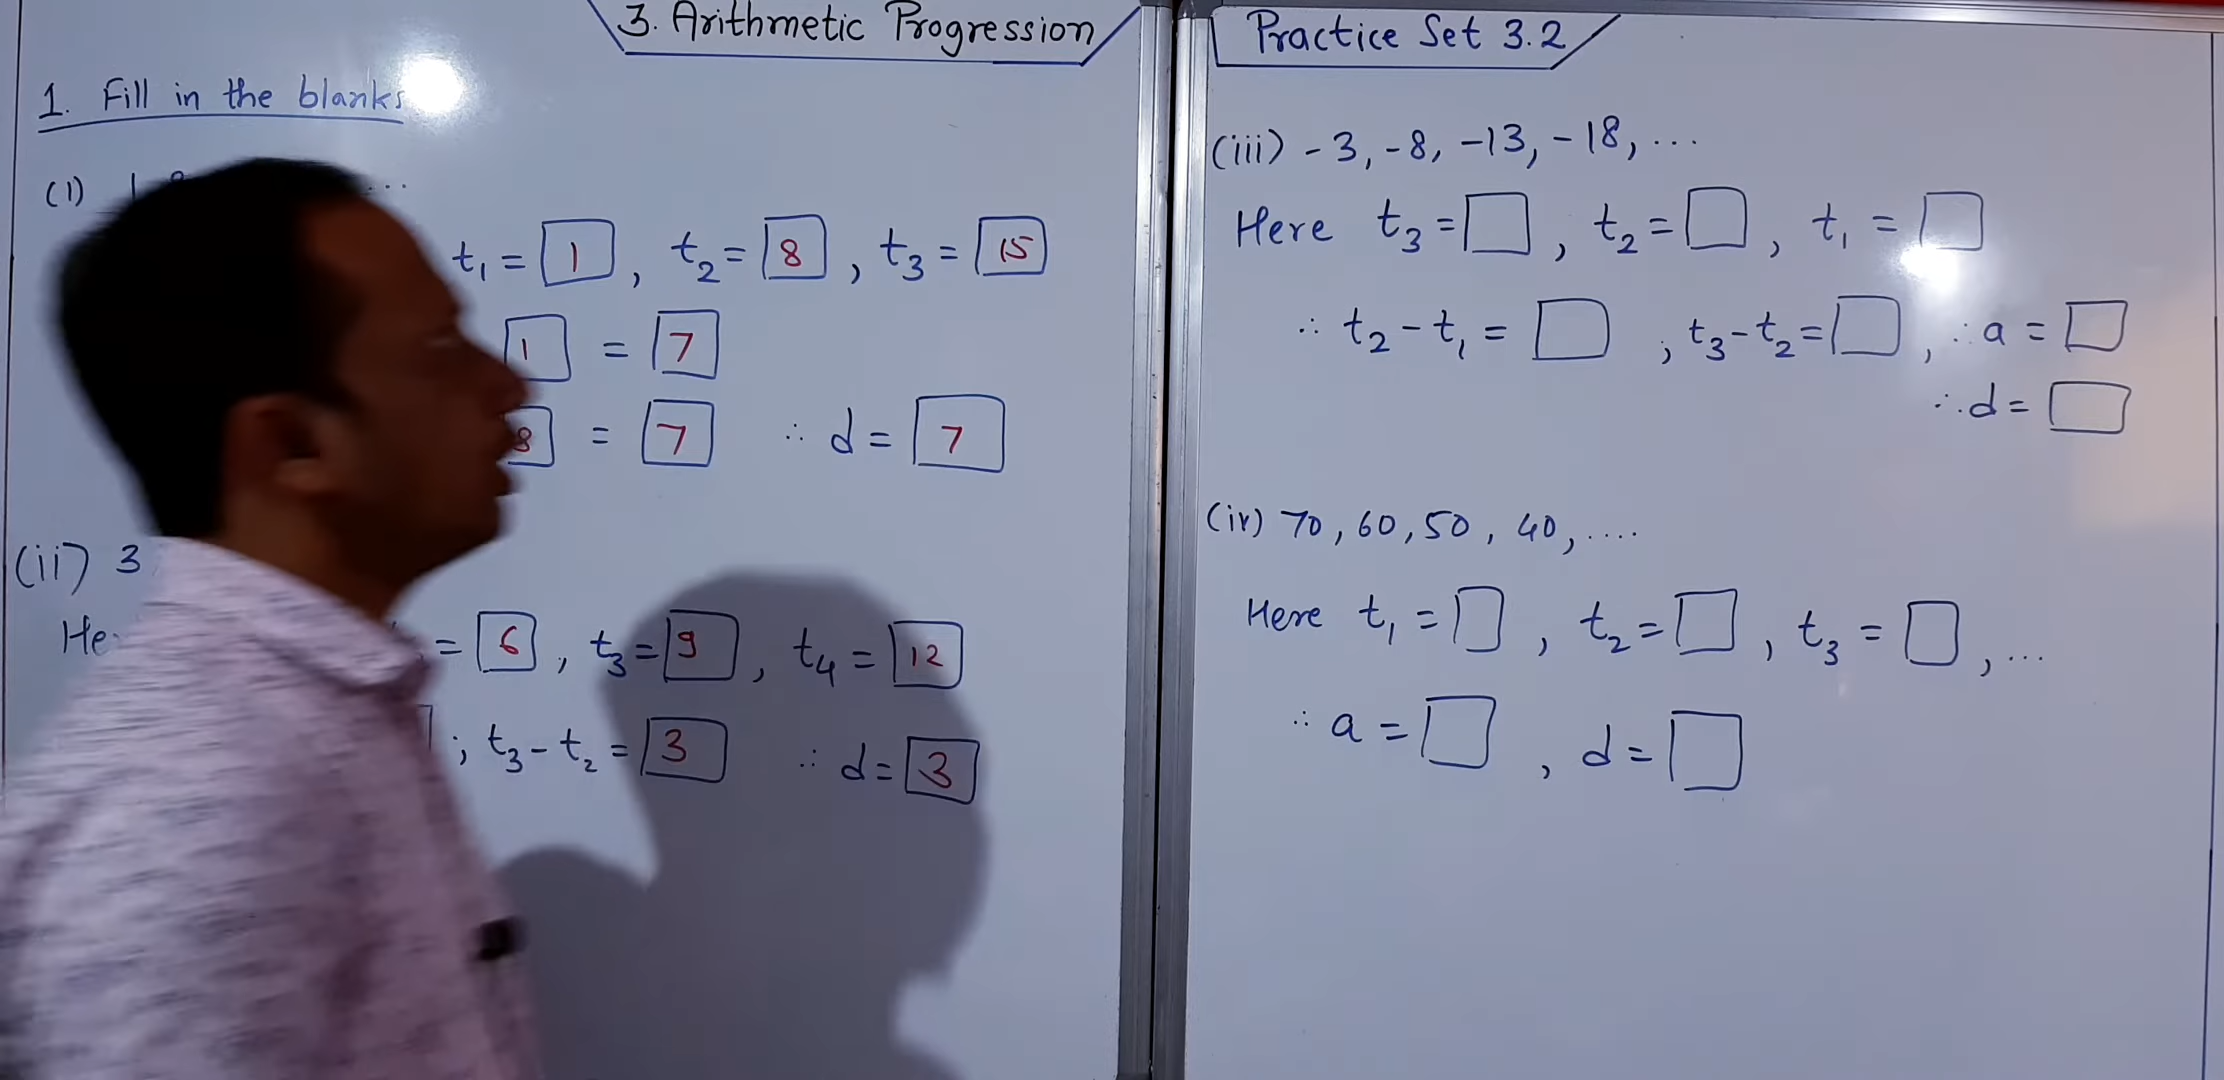 3. Arithmetic Progression
1. Fill in the blanks
(1) 1 ...
t₁ = 1, t₂ = 8, t₃ = 15
1 = 7
8 = 7 ∴ d = 7
(ii) 3
= 6, t₃ = 9, t₄ = 12
; t₃ - t₂ = 3 ∴ d = 3
Practice Set 3.2
(iii) -3, -8, -13, -18, ...
Here t₃ = □, t₂ = □, t₁ = □
∴ t₂ - t₁ = □, t₃ - t₂ = □, ∴ a = □
∴ d = □
(iv) 70, 60, 50, 40, ....
Here t₁ = □, t₂ = □, t₃ = □, ...
∴ a = □, d = □